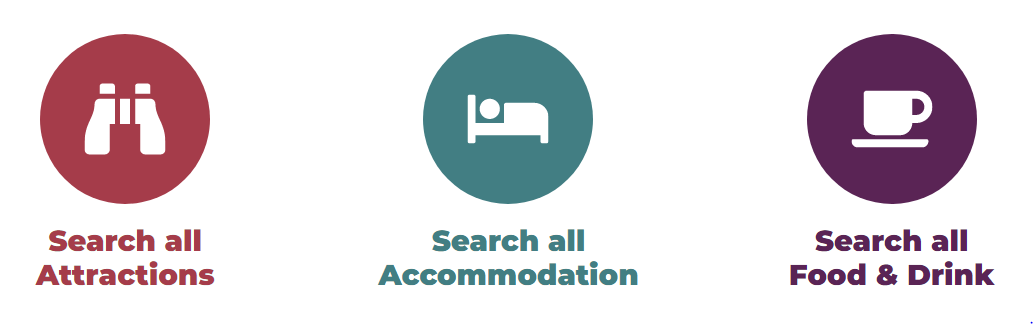 Search all
Attractions
Search all
Accommodation
Search all
Food & Drink